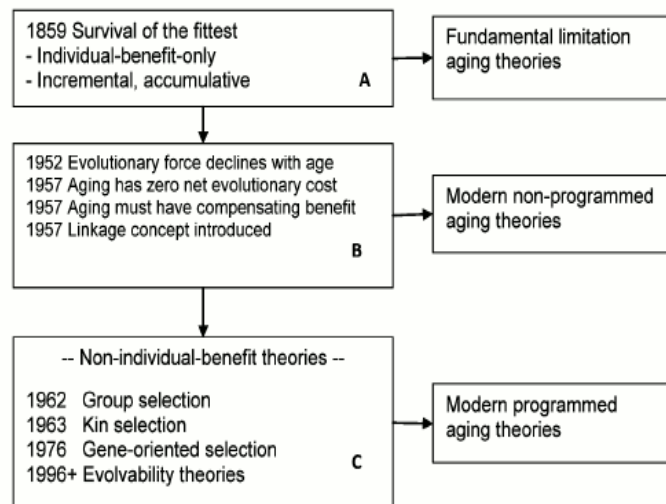 1859 Survival of the fittest
- Individual-benefit-only
- Incremental, accumulative
A
Fundamental limitation
aging theories
1952 Evolutionary force declines with age
1957 Aging has zero net evolutionary cost
1957 Aging must have compensating benefit
1957 Linkage concept introduced
B
Modern non-programmed
aging theories
-- Non-individual-benefit theories --
1962 Group selection
1963 Kin selection
1976 Gene-oriented selection
1996+ Evolvability theories
C
Modern programmed
aging theories